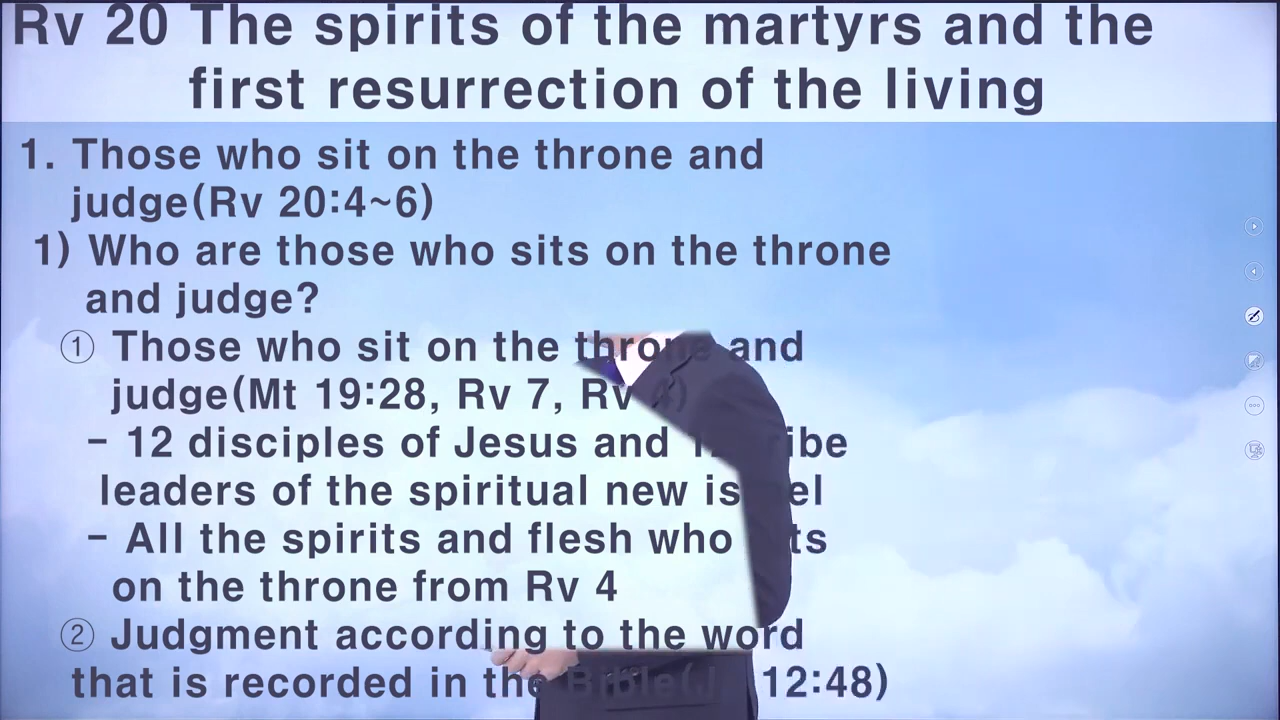 Rv 20 The spirits of the martyrs and the
first resurrection of the living
1. Those who sit on the throne and
judge(Rv 20:4~6)
1) Who are those who sits on the throne
and judge?
① Those who sit on the throne and
judge(Mt 19:28, Rv 7, Rv
- 12 disciples of Jesus and
leaders of the spiritual new
- All the spirits and flesh who
on the throne from Rv 4
② Judgment according to the word
that is recorded in the Bible( 12:48)